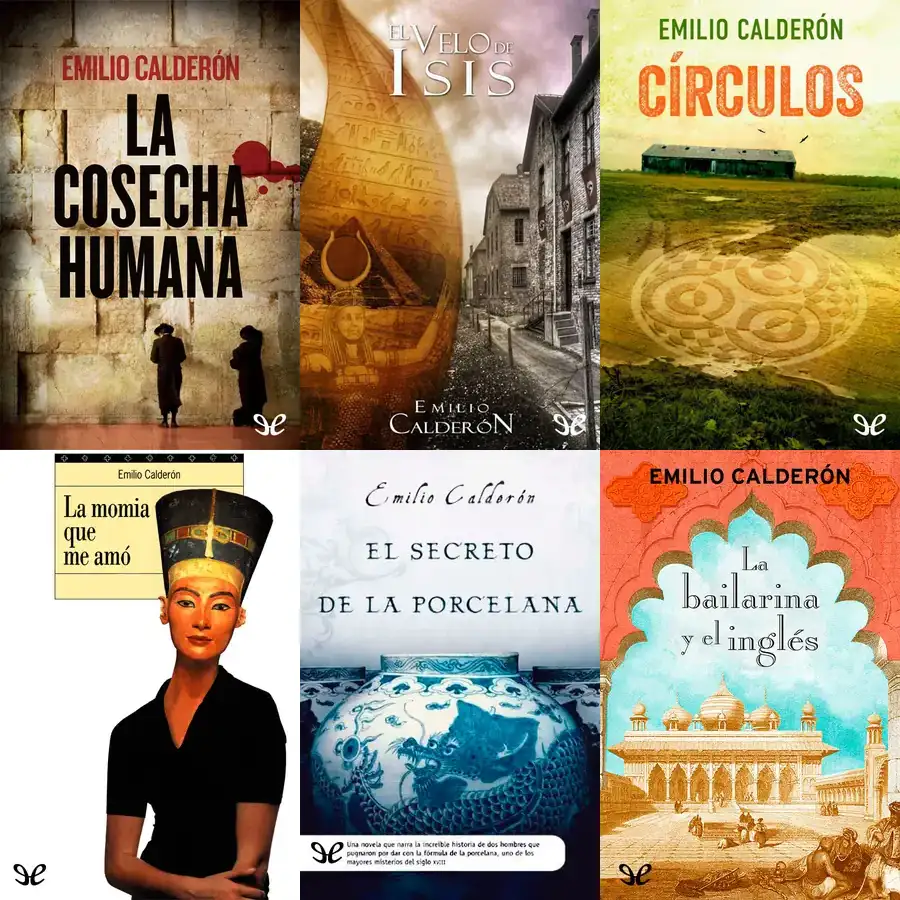 EMILIO CALDERÓN
LA
COSECHA
HUMANA
EL VELO DE
ISIS
EMILIO
CALDERÓN
EMILIO CALDERÓN
CÍRCULOS
Emilio Calderón
La momia
que
me amó
Emilio Calderón
EL SECRETO
DE LA PORCELANA
Una novela que narra la increíble historia de dos hombres que
pugnaron por dar con la fórmula de la porcelana, uno de los
mayores misterios del siglo XVIII
EMILIO CALDERÓN
La
bailarina
y el inglés